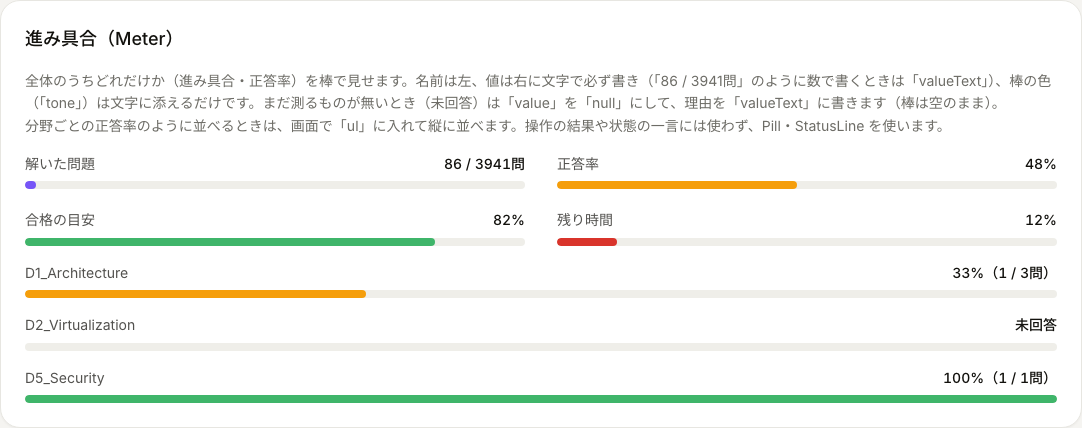 進み具合（Meter）
全体のうちどれだけか（進み具合・正答率）を棒で見せます。名前は左、値は右に文字で必ず書き（「86 / 3941問」のように数で書くときは「valueText」）、棒の色
（「tone」）は文字に添えるだけです。まだ測るものが無いとき（未回答）は「value」を「null」にして、理由を「valueText」に書きます（棒は空のまま）。
分野ごとの正答率のように並べるときは、画面で「ul」に入れて縦に並べます。操作の結果や状態の一言には使わず、Pill・StatusLine を使います。
解いた問題 86 / 3941問
正答率 48%
合格の目安 82%
残り時間 12%
D1_Architecture 33%（1 / 3問）
D2_Virtualization 未回答
D5_Security 100%（1 / 1問）